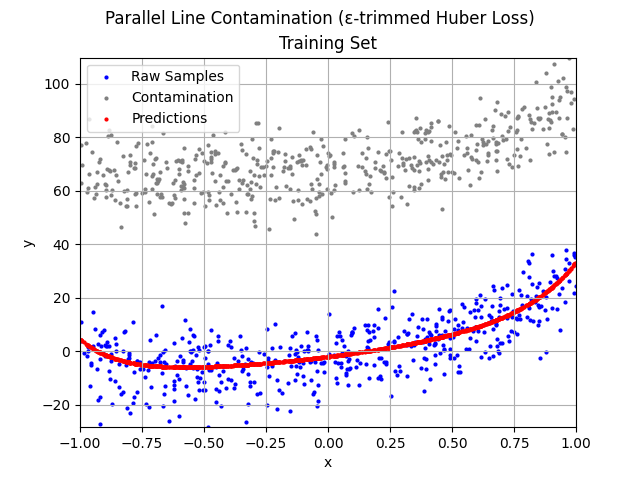 Parallel Line Contamination (ε-trimmed Huber Loss)
Training Set
Raw Samples
Contamination
Predictions
100
80
60
40
20
0
−20
y
−1.00 −0.75 −0.50 −0.25 0.00 0.25 0.50 0.75 1.00
x